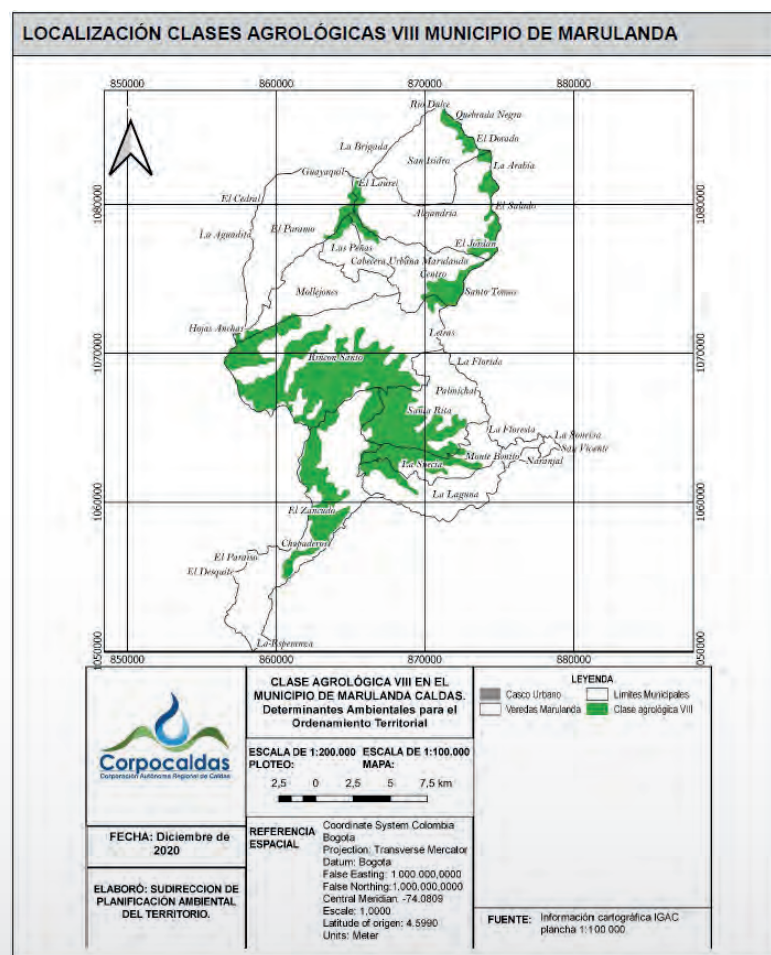 LOCALIZACIÓN CLASES AGROLÓGICAS VIII MUNICIPIO DE MARULANDA
850000 860000 870000 880000
Rio Dulce
Quebrada Negra
El Dorado
La Brigada
San Isidro
La Arabia
Guayaquil
El Laurel
El Cedral
1080000 1080000
Alejandria
El Salado
El Paramo
La Aguadita
Las Peñas
El Jordan
Cabecera Urbana Marulanda
Centro
Mollejones
Santo Tomas
Hojas Anchas
Letras
1070000 1070000
Rincon Santo
La Florida
Palmichal
Santa Rita
La Floresta
La Sonrisa
San Vicente
Monte Bonito
Naranjal
La Suecia
La Laguna
1060000 1060000
El Zancudo
Chupaderos
El Paraiso
El Desquite
La Esperanza
1050000 1050000
850000 860000 870000 880000
Corpocaldas
Corporación Autónoma Regional de Caldas
FECHA: Diciembre de
2020
ELABORÓ: SUDIRECCION DE
PLANIFICACIÓN AMBIENTAL
DEL TERRITORIO.
CLASE AGROLÓGICA VIII EN EL
MUNICIPIO DE MARULANDA CALDAS.
Determinantes Ambientales para el
Ordenamiento Territorial
ESCALA DE 1:200.000 ESCALA DE 1:100.000
PLOTEO: MAPA:
2,5 0 2,5 5 7,5 km
REFERENCIA
ESPACIAL
Coordinate System Colombia
Bogota
Projection: Transverse Mercator
Datum: Bogota
False Easting: 1.000.000,0000
False Northing:1.000.000,0000
Central Meridian: -74.0809
Escale: 1,0000
Latitude of origen: 4.5990
Units: Meter
LEYENDA
Casco Urbano Limites Municipales
Veredas Marulanda Clase agrológica VIII
FUENTE: Información cartográfica IGAC
plancha 1:100.000